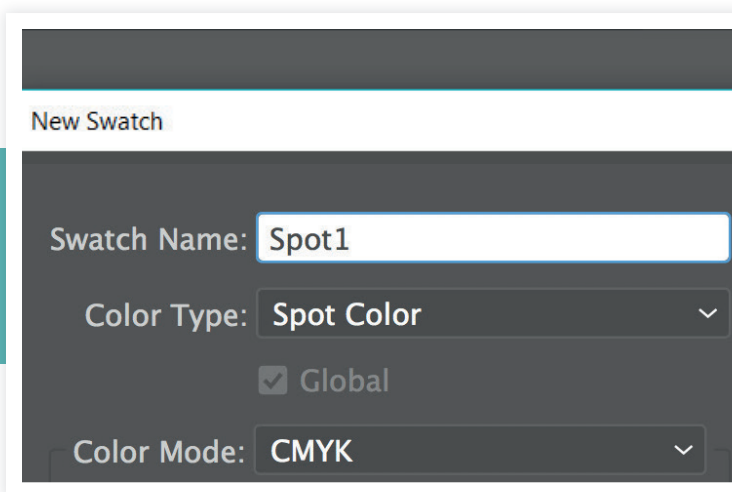 New Swatch
Swatch Name: Spot1
Color Type: Spot Color
Global
Color Mode: CMYK